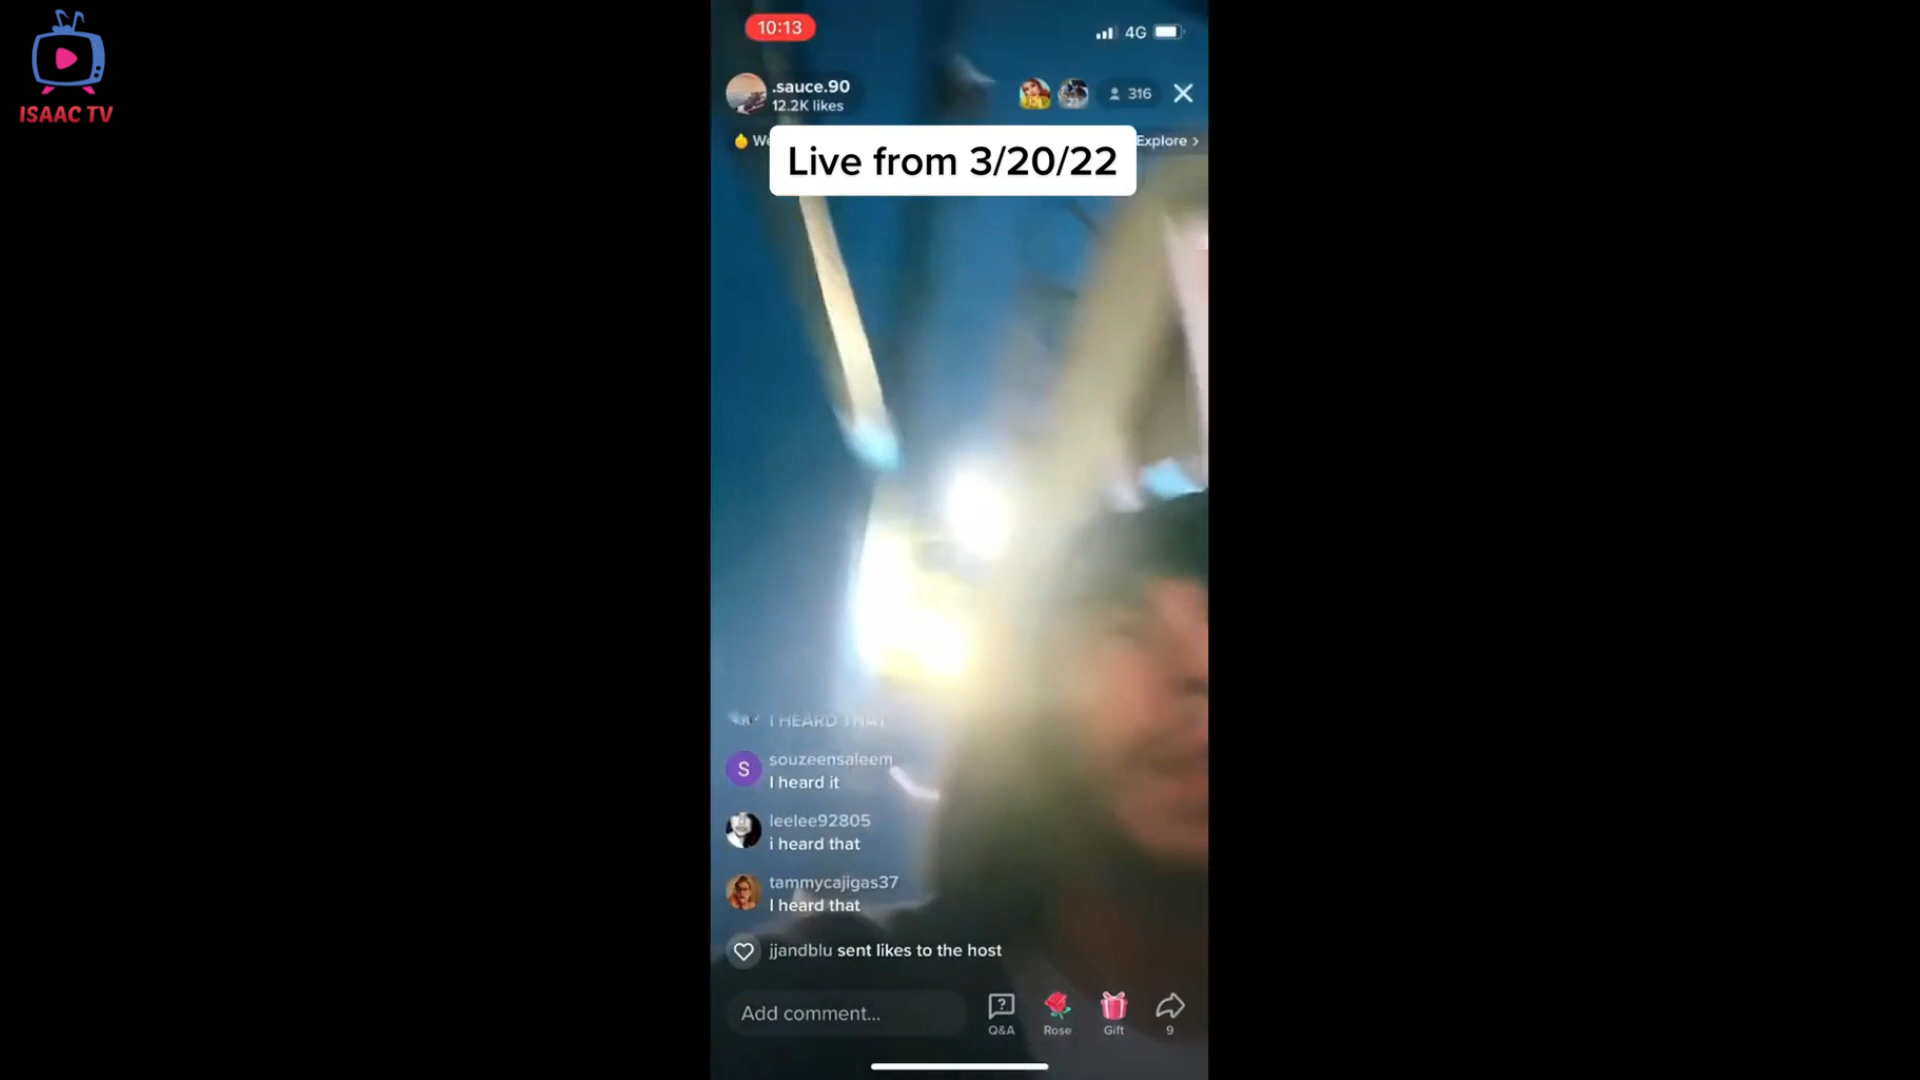 ISAAC TV
10:13
4G
.sauce.90
12.2K likes
316
Explore >
Live from 3/20/22
I HEARD THAT
S
souzeensaleem
I heard it
leelee92805
i heard that
tammycajigas37
I heard that
jjandblu sent likes to the host
Add comment...
Q&A
Rose
Gift
9